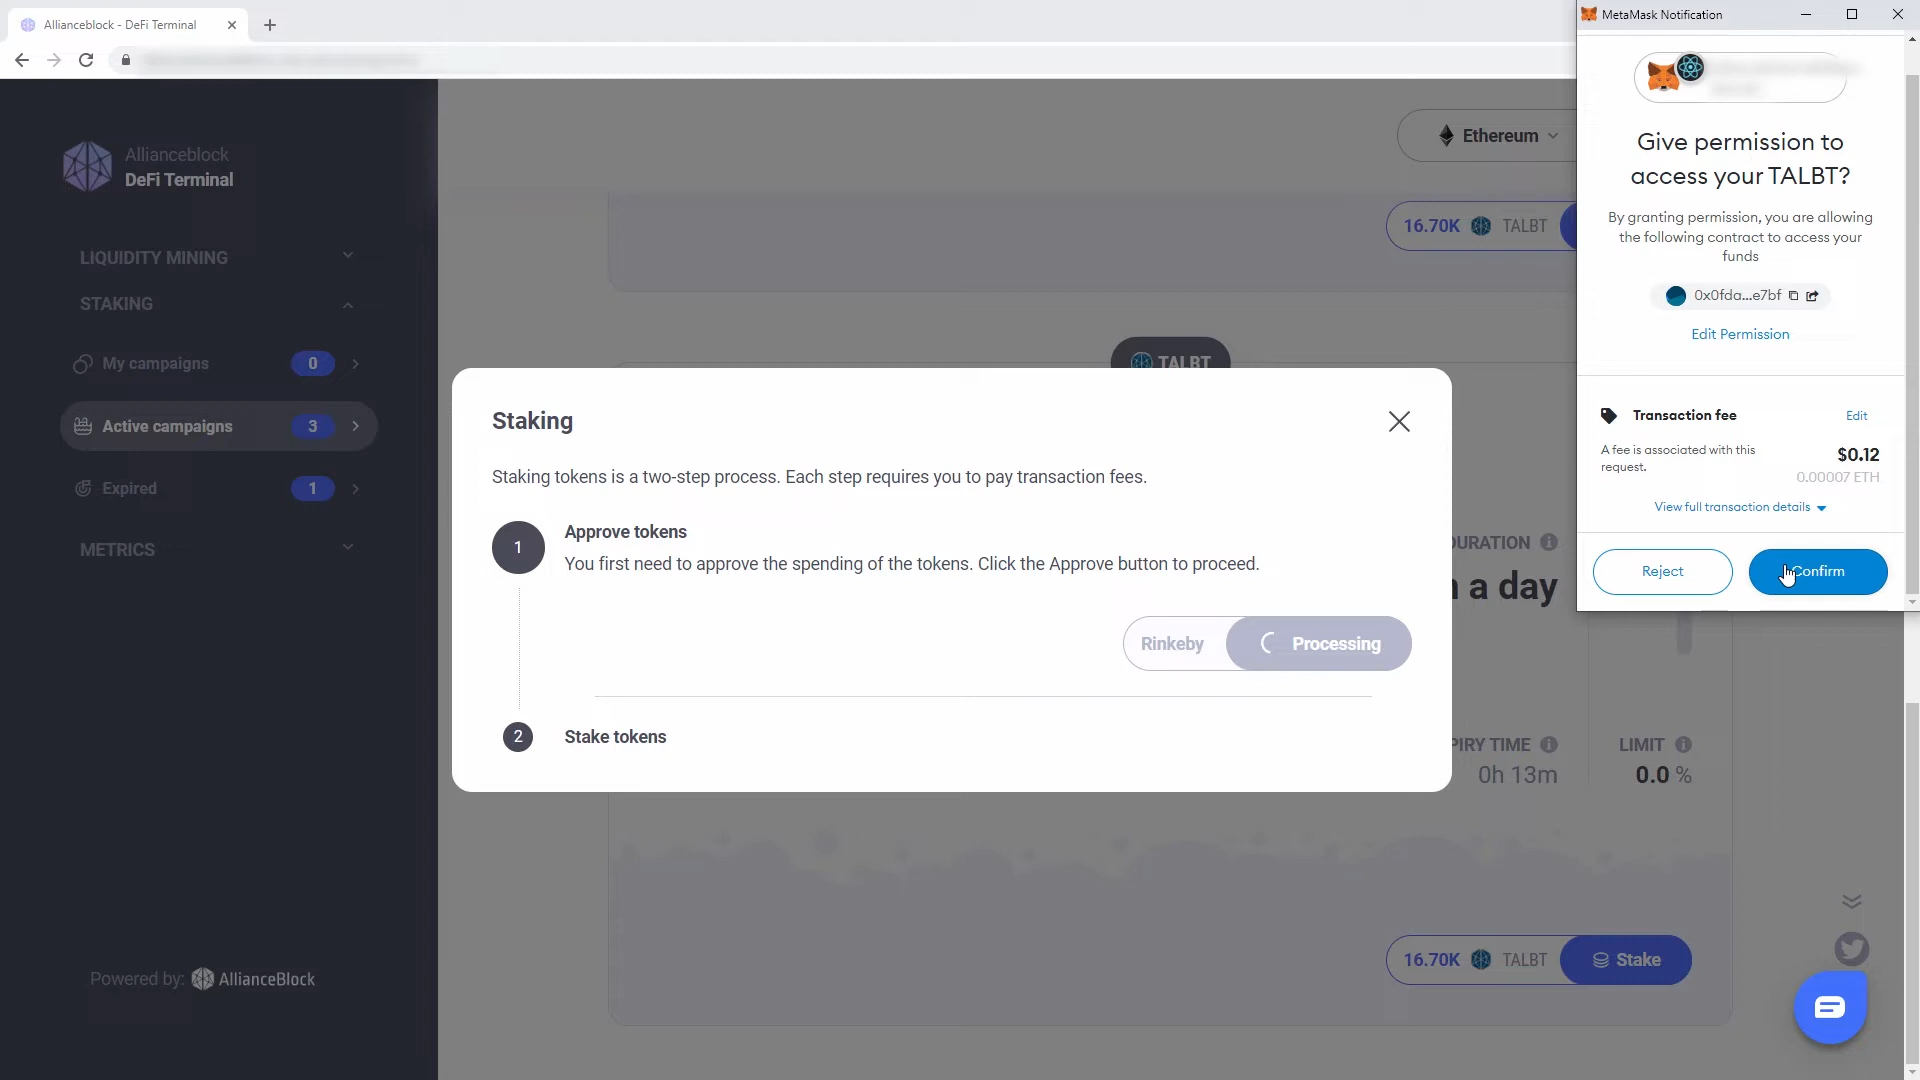 Allianceblock - DeFi Terminal
MetaMask Notification
Allianceblock
DeFi Terminal
LIQUIDITY MINING
STAKING
My campaigns 0
Active campaigns 3
Expired 1
METRICS
Powered by: AllianceBlock
Ethereum
16.70K TALBT
TALBT
Staking
Staking tokens is a two-step process. Each step requires you to pay transaction fees.
1
Approve tokens
You first need to approve the spending of the tokens. Click the Approve button to proceed.
Rinkeby Processing
2 Stake tokens
DURATION
a day
PIRY TIME
0h 13m
LIMIT
0.0 %
16.70K TALBT Stake
Give permission to
access your TALBT?
By granting permission, you are allowing
the following contract to access your
funds
0x0fda...e7bf
Edit Permission
Transaction fee Edit
A fee is associated with this
request.
$0.12
0.00007 ETH
View full transaction details
Reject Confirm